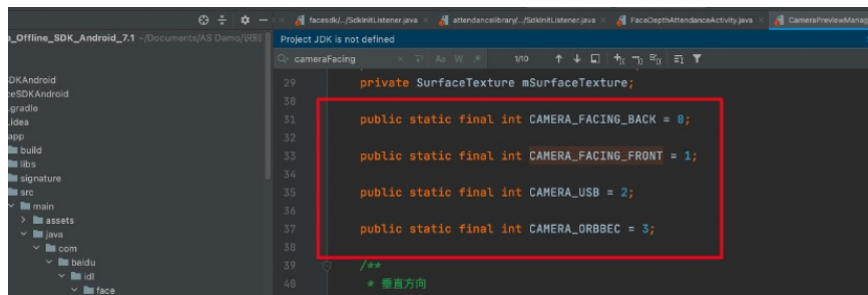 facesdk/.../SdkInitListener.java
attendancelibrary/.../SdkInitListener.java
FaceDepthAttendanceActivity.java
CameraPreviewManag
_Offline_SDK_Android_7.1 ~/Documents/AS Demo/识别
Project JDK is not defined
cameraFacing
Aa W .*
1/10
DKAndroid
eSDKAndroid
.gradle
.idea
app
build
libs
signature
src
main
assets
java
com
baidu
idl
face
29 private SurfaceTexture mSurfaceTexture;
30
31 public static final int CAMERA_FACING_BACK = 0;
32
33 public static final int CAMERA_FACING_FRONT = 1;
34
35 public static final int CAMERA_USB = 2;
36
37 public static final int CAMERA_ORBBEC = 3;
38
39 /**
40 * 垂直方向